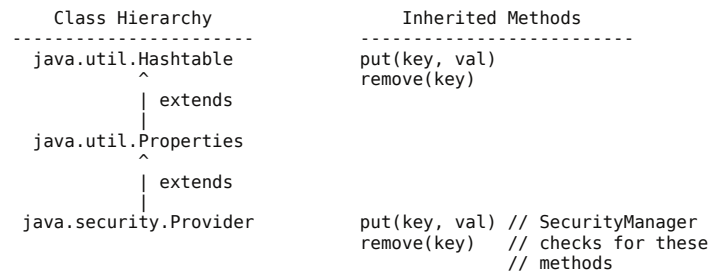 Class Hierarchy                  Inherited Methods
-----------------------          --------------------------
java.util.Hashtable            put(key, val)
                               remove(key)
^
| extends
|
java.util.Properties
^
| extends
|
java.security.Provider          put(key, val) // SecurityManager
                                remove(key)   // checks for these
                                              // methods